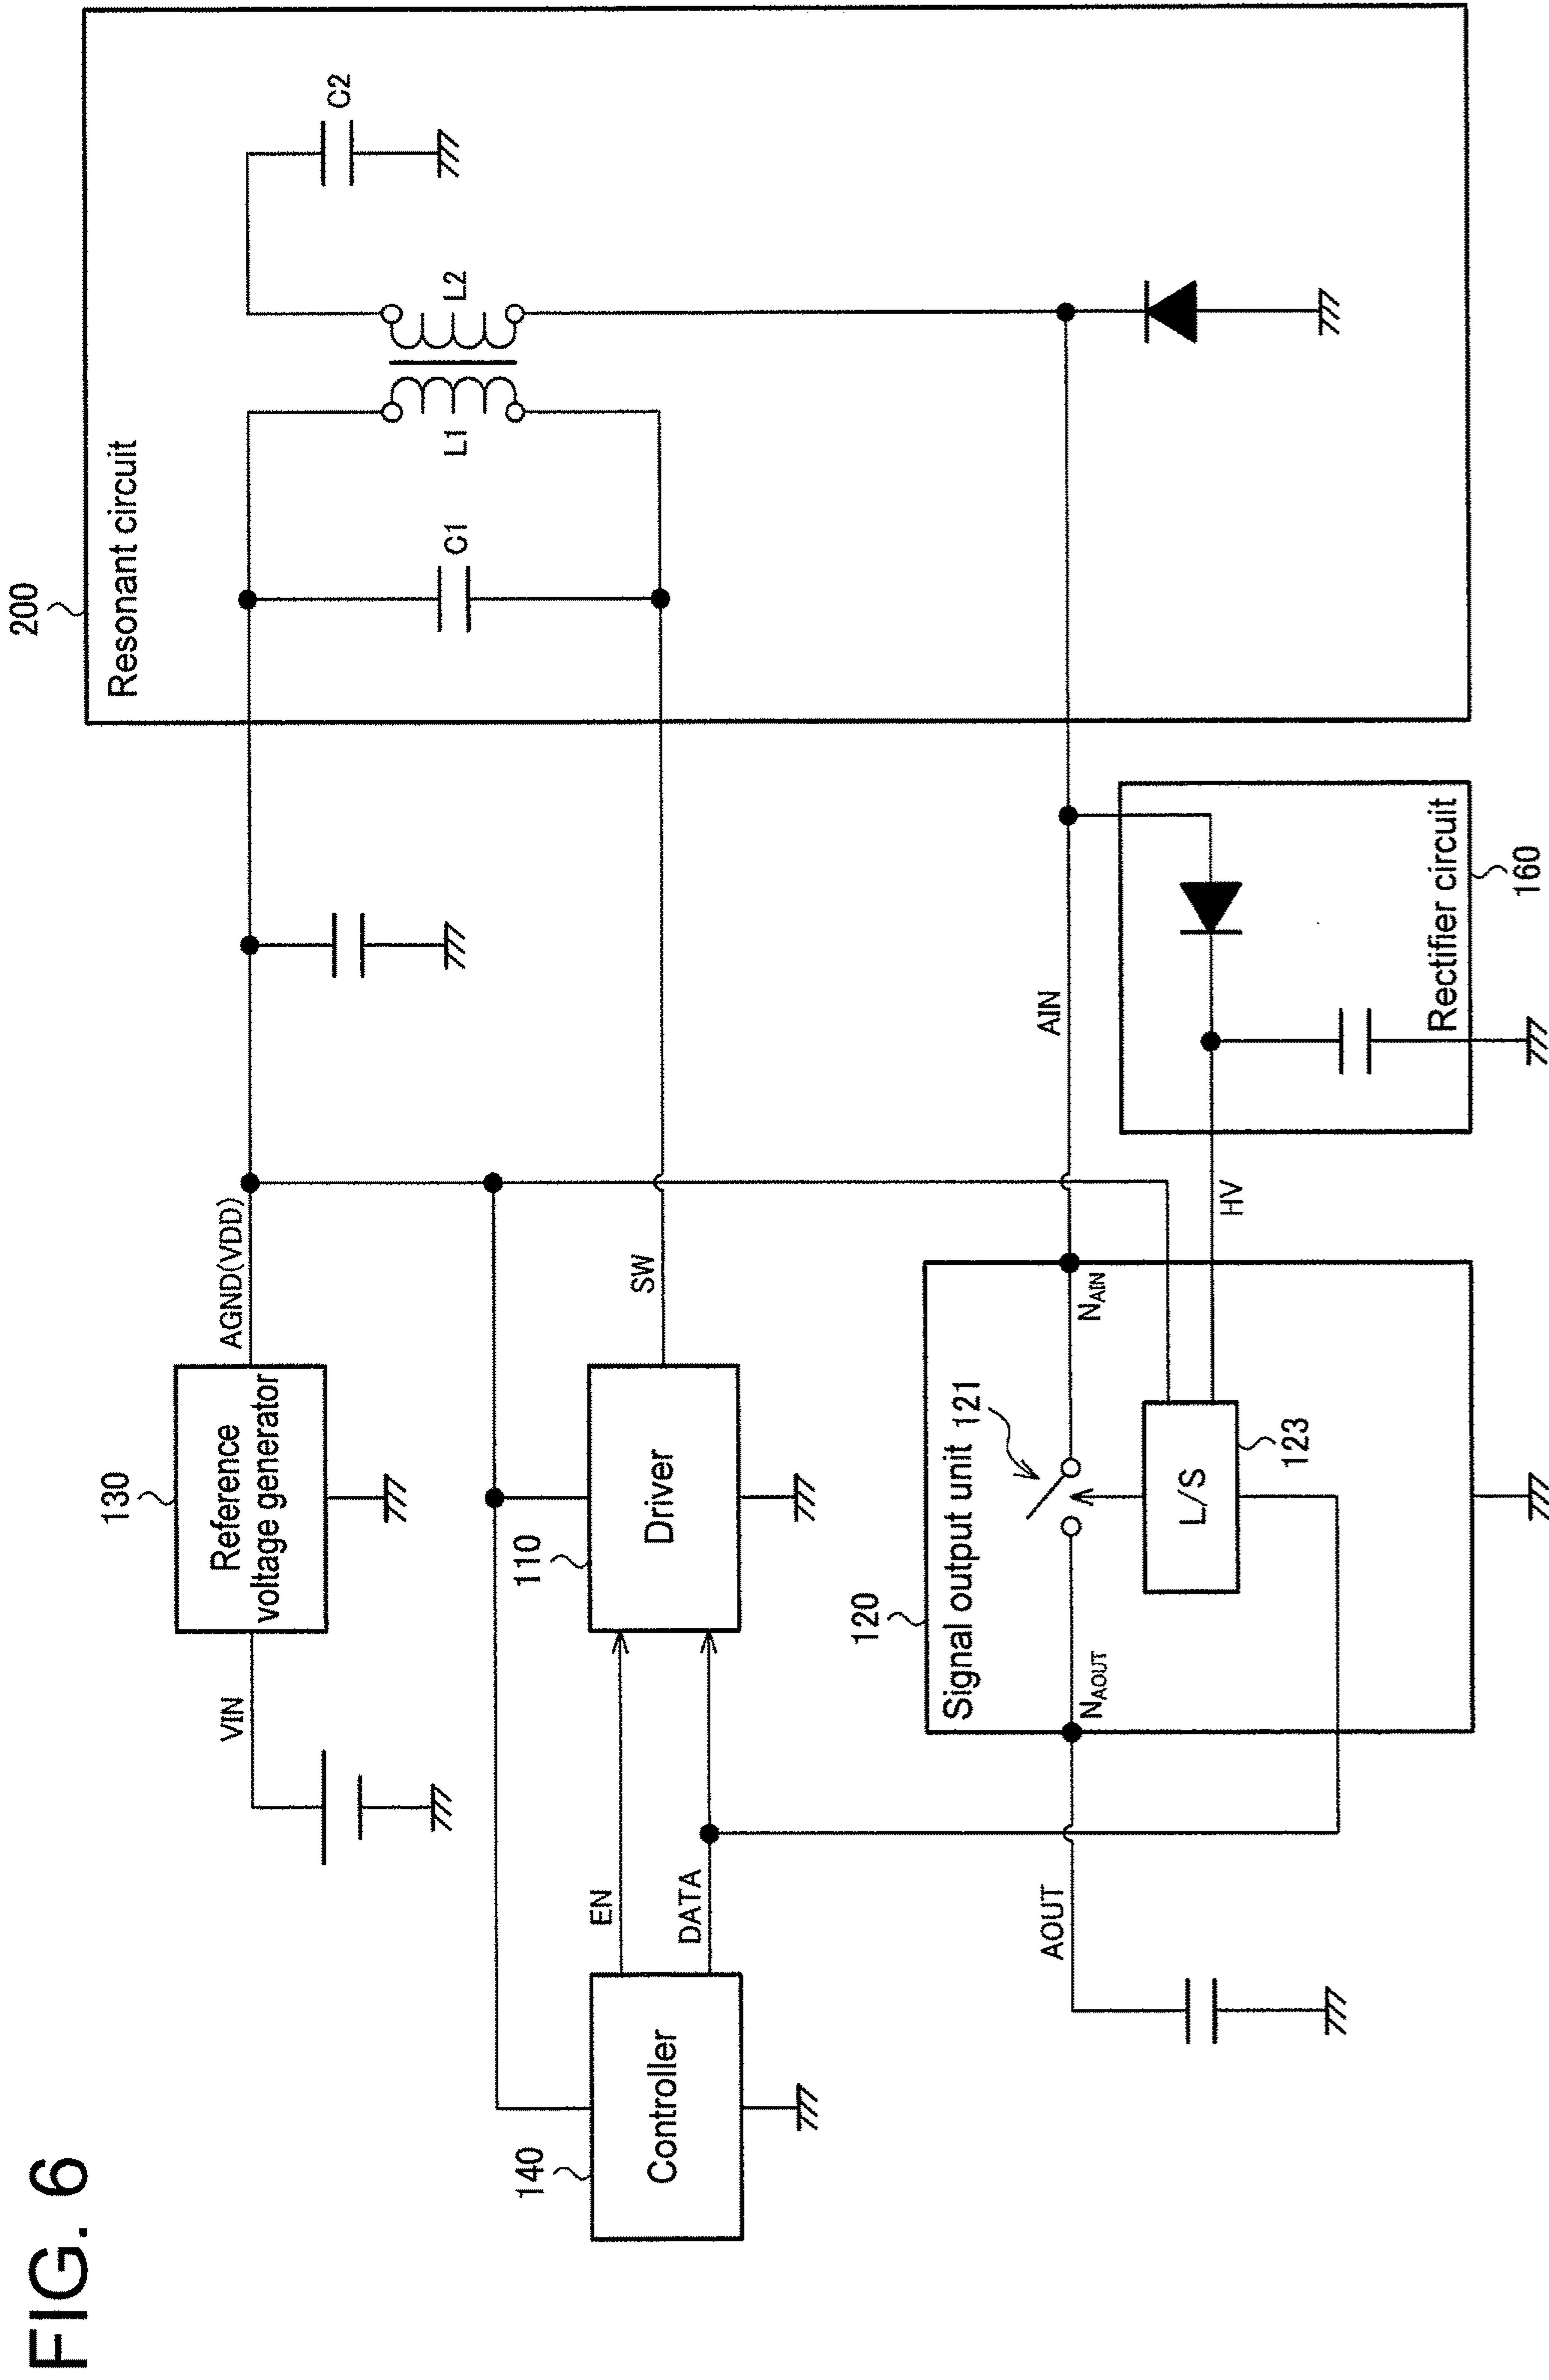 FIG. 6
200
Resonant circuit
C2
L2
L1
C1
130
Reference
voltage generator
VIN
AGND(VDD)
140
Controller
EN
DATA
110
Driver
SW
120
Signal output unit
121
NAOUT
NAIN
L/S
123
AOUT
AIN
HV
Rectifier circuit
160